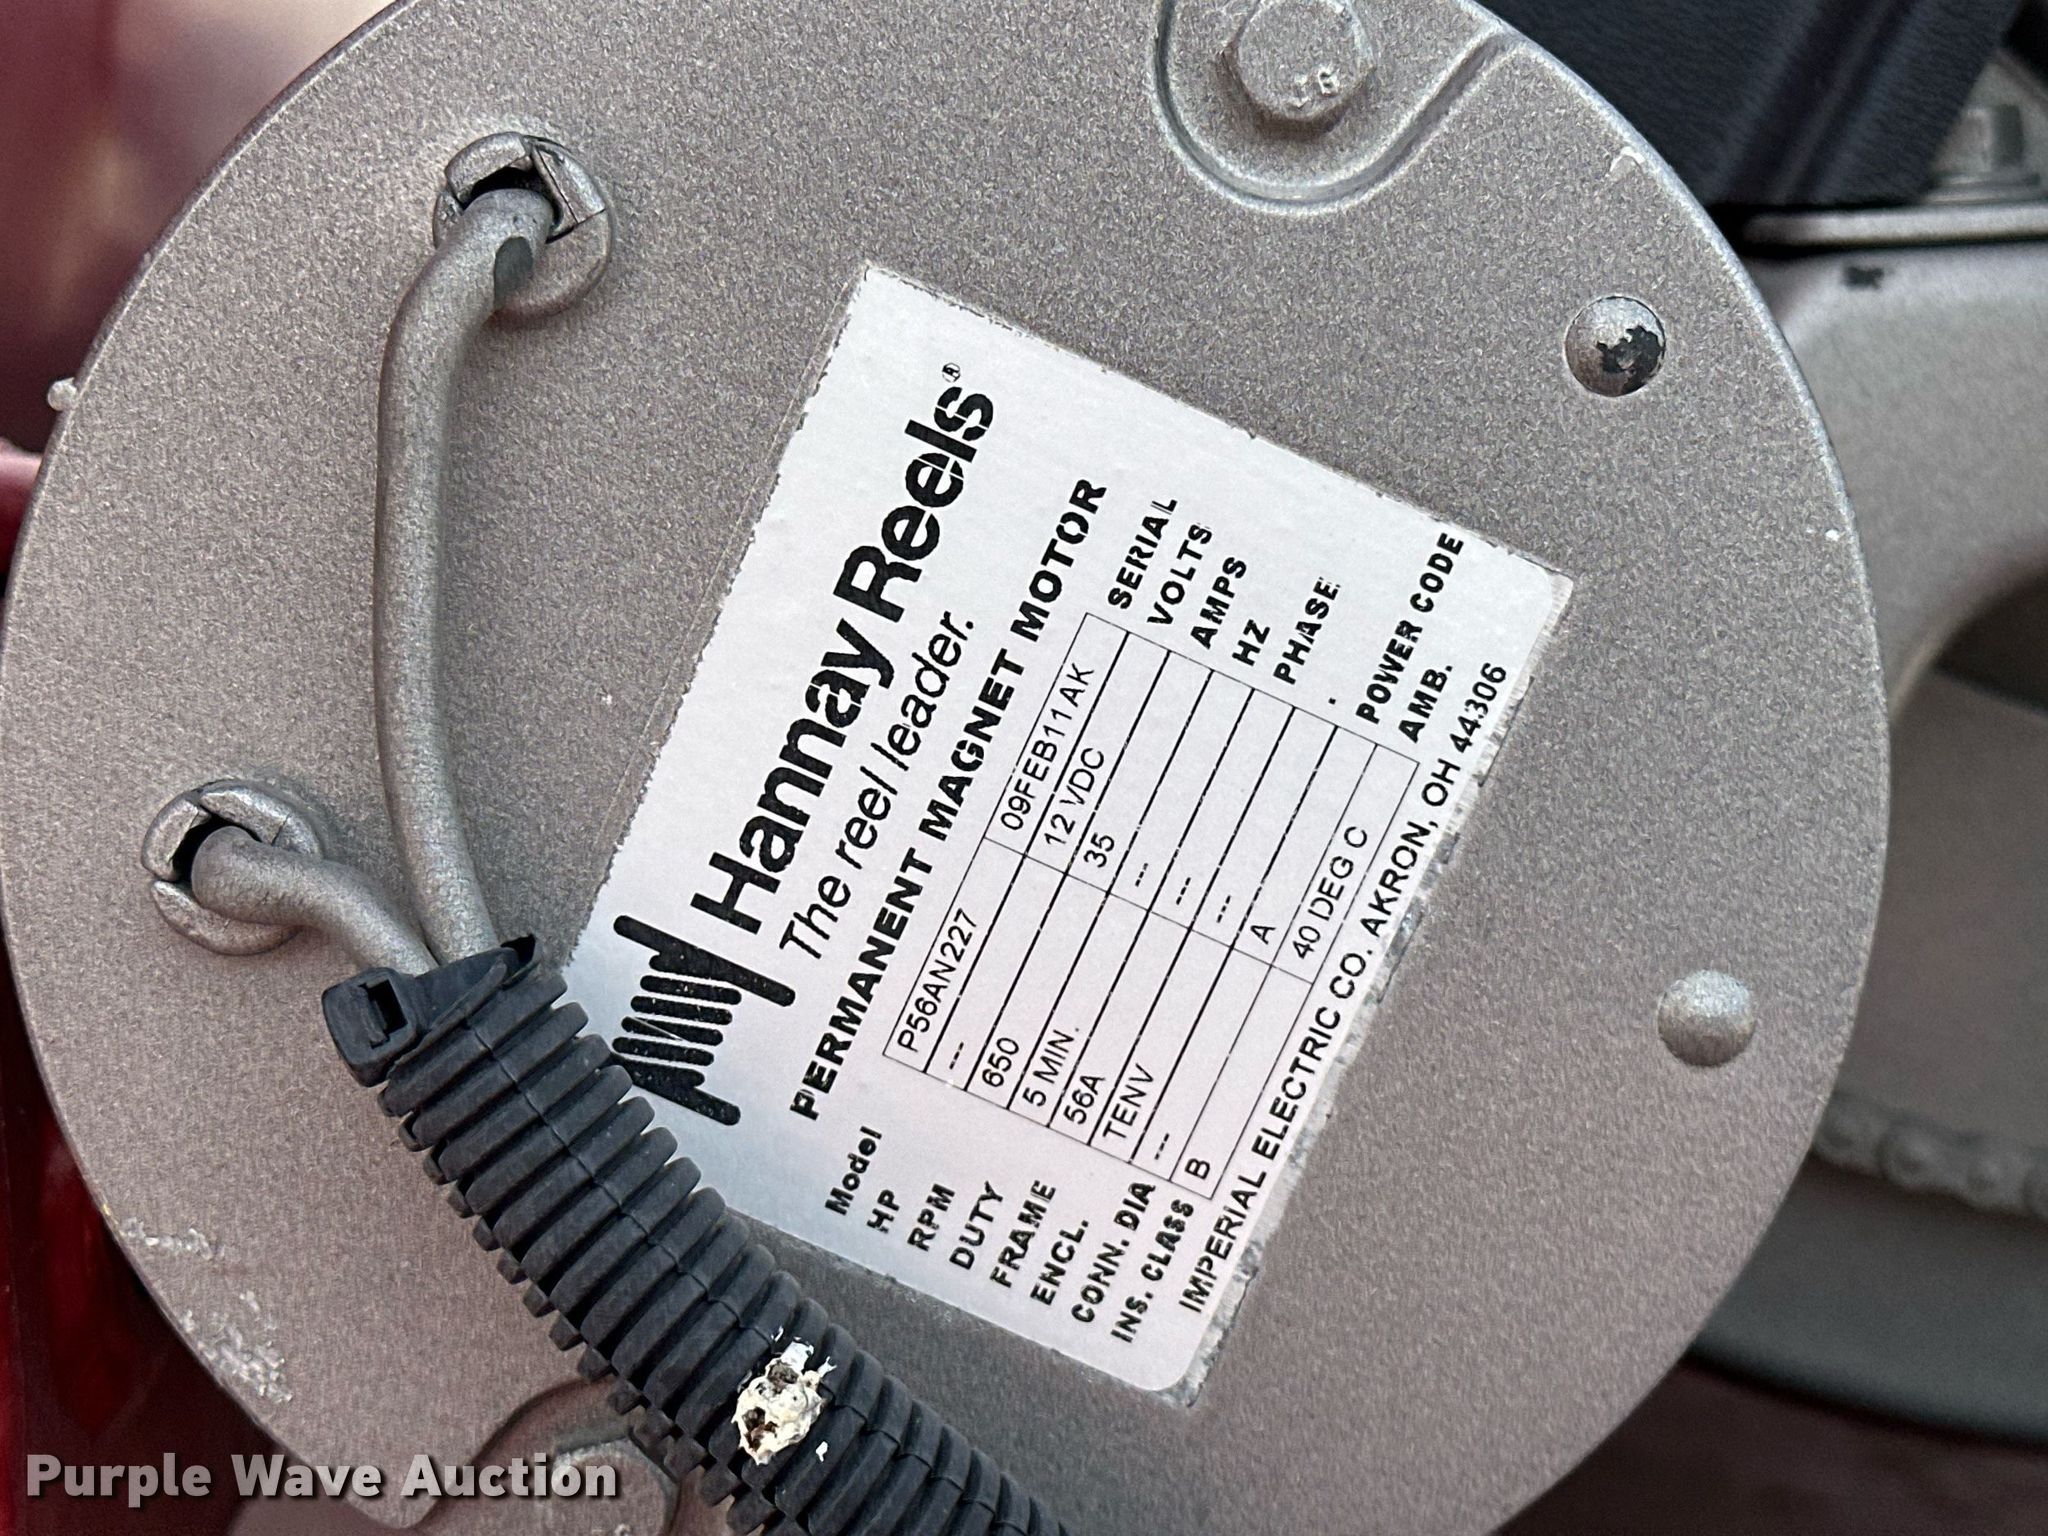 JG
Hannay Reels®
The reel leader.
PERMANENT MAGNET MOTOR
Model P56AN227 09FEB11AK SERIAL
HP --- 12 VDC VOLTS
RPM 650 35 AMPS
DUTY 5 MIN. --- HZ
FRAME 56A --- PHASE
ENCL. TENV ---
CONN. DIA --- A POWER CODE
INS. CLASS B 40 DEG C AMB.
IMPERIAL ELECTRIC CO. AKRON, OH 44306
Purple Wave Auction